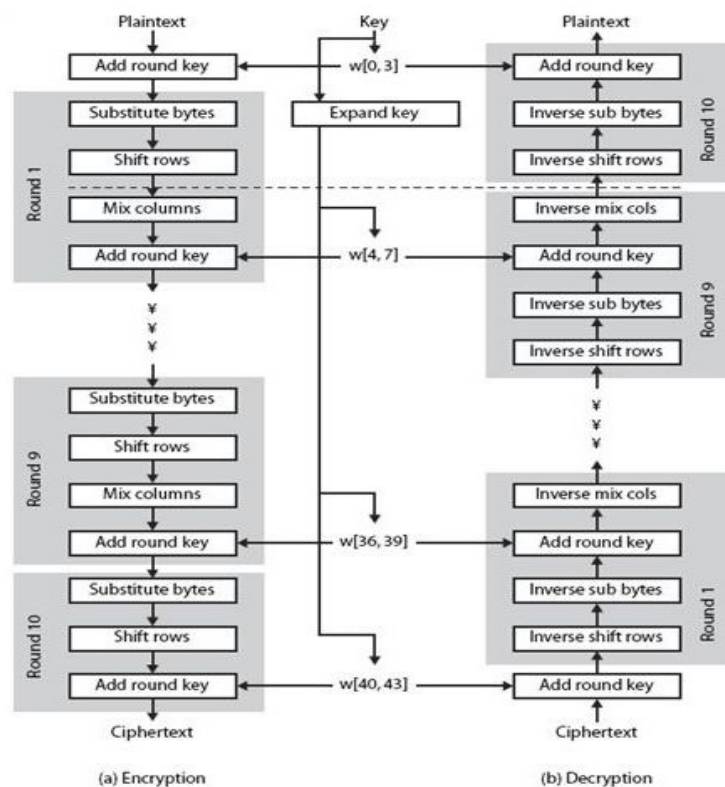 Plaintext
Key
Plaintext
Add round key
w[0, 3]
Add round key
Substitute bytes
Expand key
Inverse sub bytes
Shift rows
Inverse shift rows
Round 1
Round 10
Mix columns
Inverse mix cols
Add round key
w[4, 7]
Add round key
Inverse sub bytes
Inverse shift rows
Round 9
¥
¥
¥
Substitute bytes
Shift rows
Mix columns
Add round key
Round 9
¥
¥
¥
Inverse mix cols
w[36, 39]
Add round key
Substitute bytes
Inverse sub bytes
Shift rows
Inverse shift rows
Round 10
Round 1
Add round key
w[40, 43]
Add round key
Ciphertext
Ciphertext
(a) Encryption
(b) Decryption